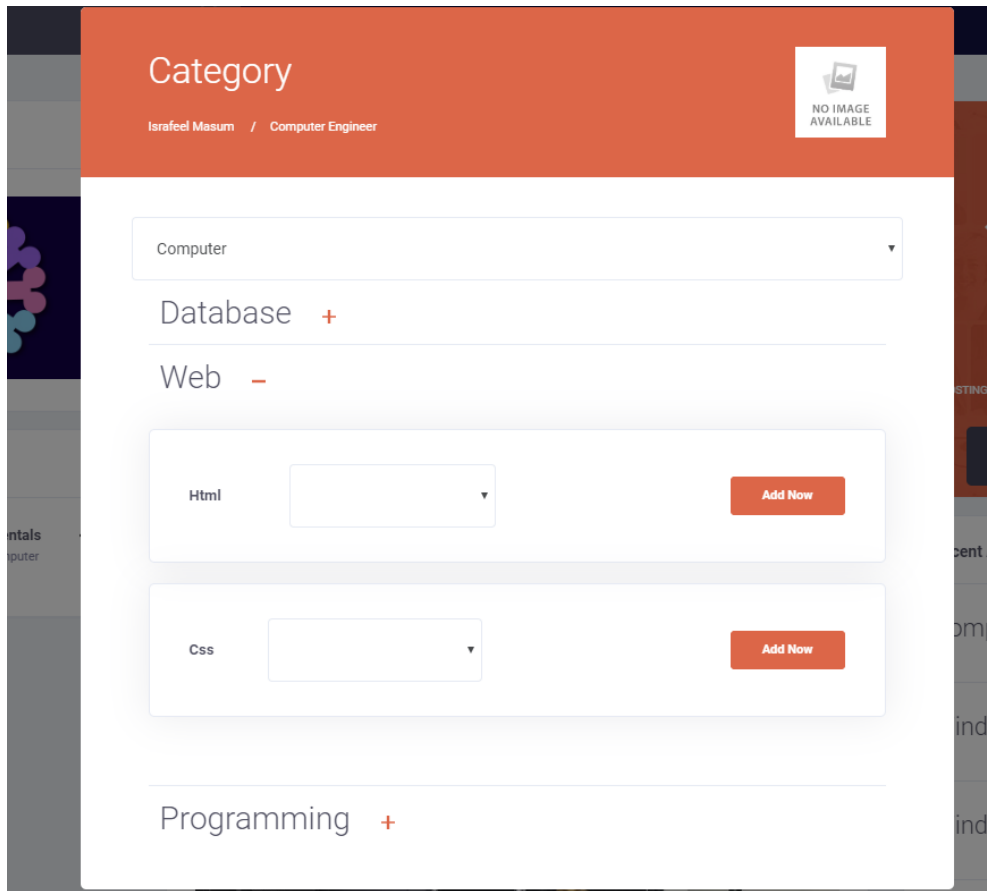 Category
NO IMAGE
AVAILABLE
Israfeel Masum / Computer Engineer
Computer
Database +
Web −
Html
Add Now
Css
Add Now
Programming +